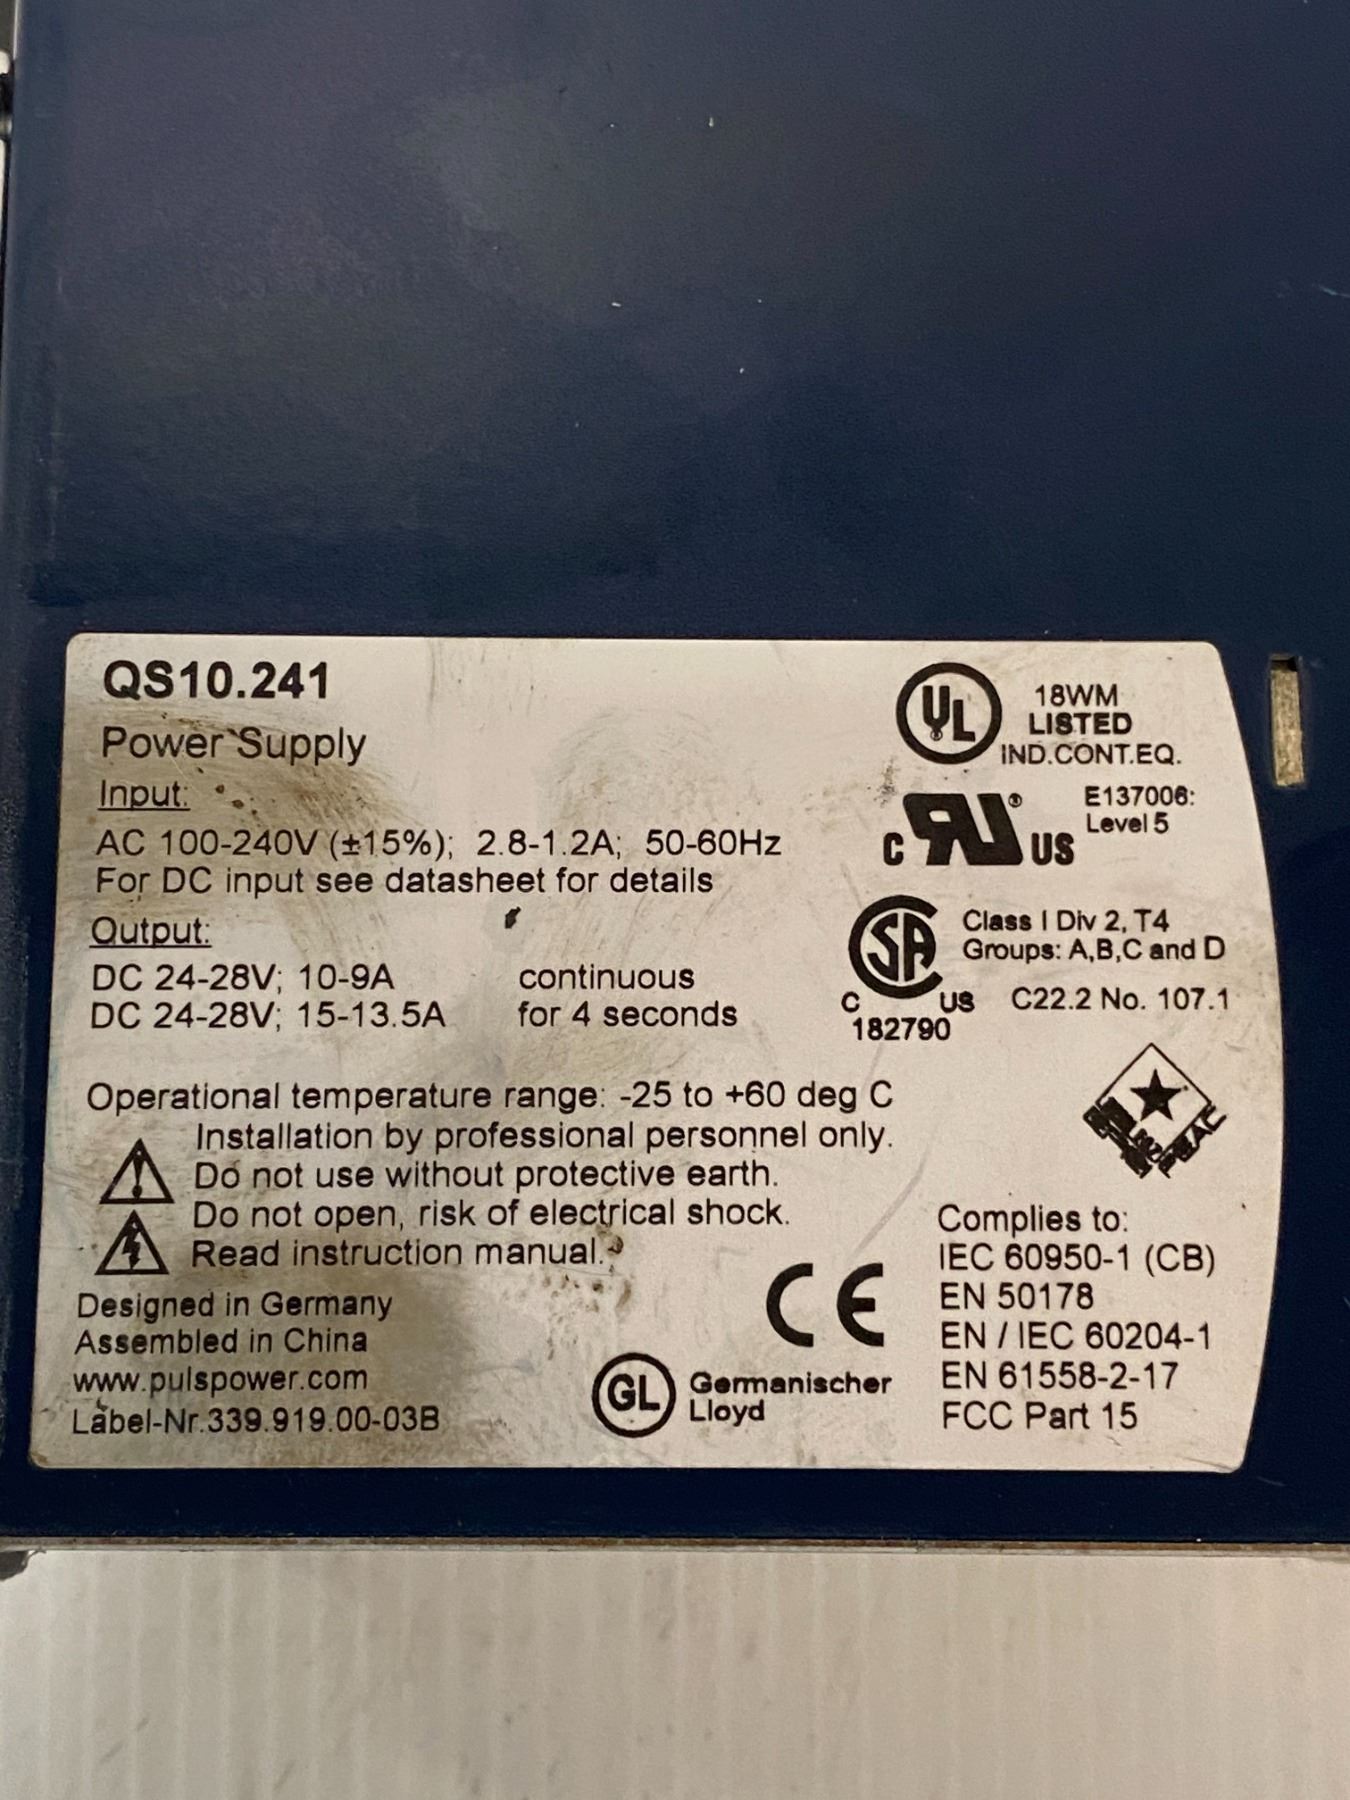 QS10.241
Power Supply
Input:
AC 100-240V (±15%); 2.8-1.2A; 50-60Hz
For DC input see datasheet for details
Output:
DC 24-28V; 10-9A continuous
DC 24-28V; 15-13.5A for 4 seconds
Operational temperature range: -25 to +60 deg C
Installation by professional personnel only.
Do not use without protective earth.
Do not open, risk of electrical shock.
Read instruction manual.
Designed in Germany
Assembled in China
www.pulspower.com
Label-Nr.339.919.00-03B
UL ®
18WM
LISTED
IND.CONT.EQ.
C RU ® US
E137006:
Level 5
SA
C US
182790
Class I Div 2, T4
Groups: A,B,C and D
C22.2 No. 107.1
CE
GL
Germanischer
Lloyd
Complies to:
IEC 60950-1 (CB)
EN 50178
EN / IEC 60204-1
EN 61558-2-17
FCC Part 15